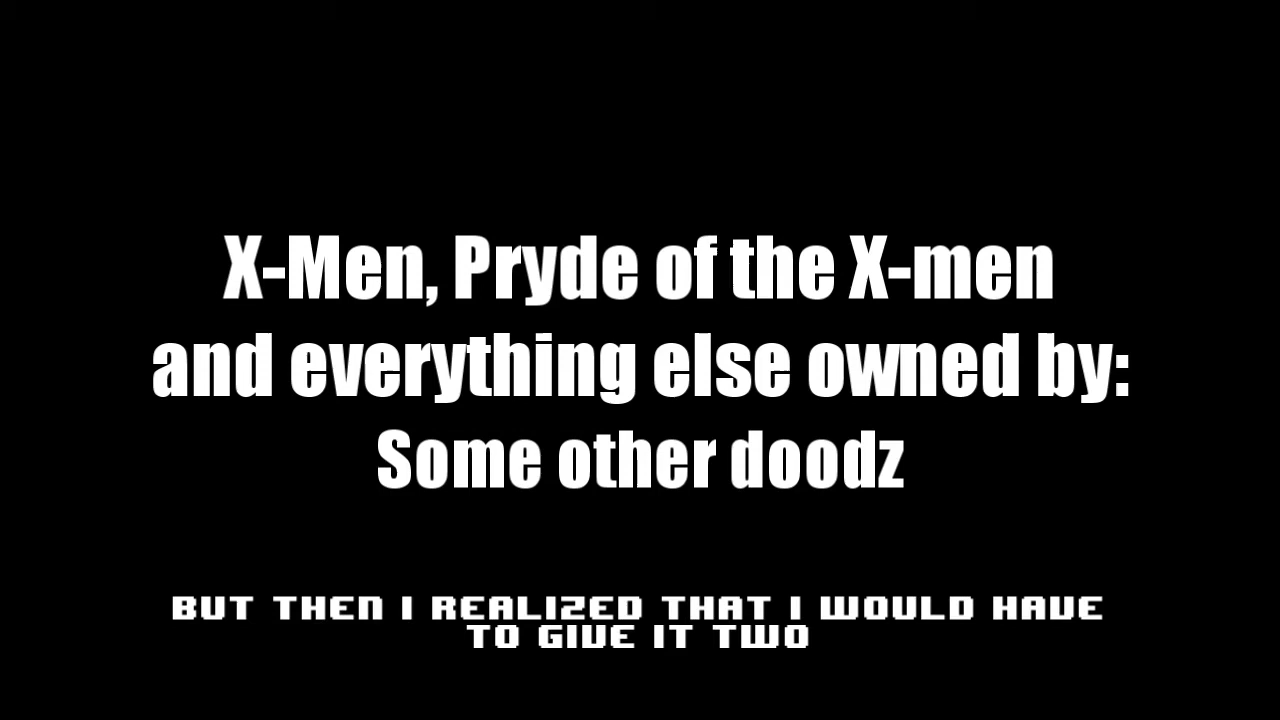 X-Men, Pryde of the X-men
and everything else owned by:
Some other doodz
BUT THEN I REALIZED THAT I WOULD HAVE
TO GIVE IT TWO